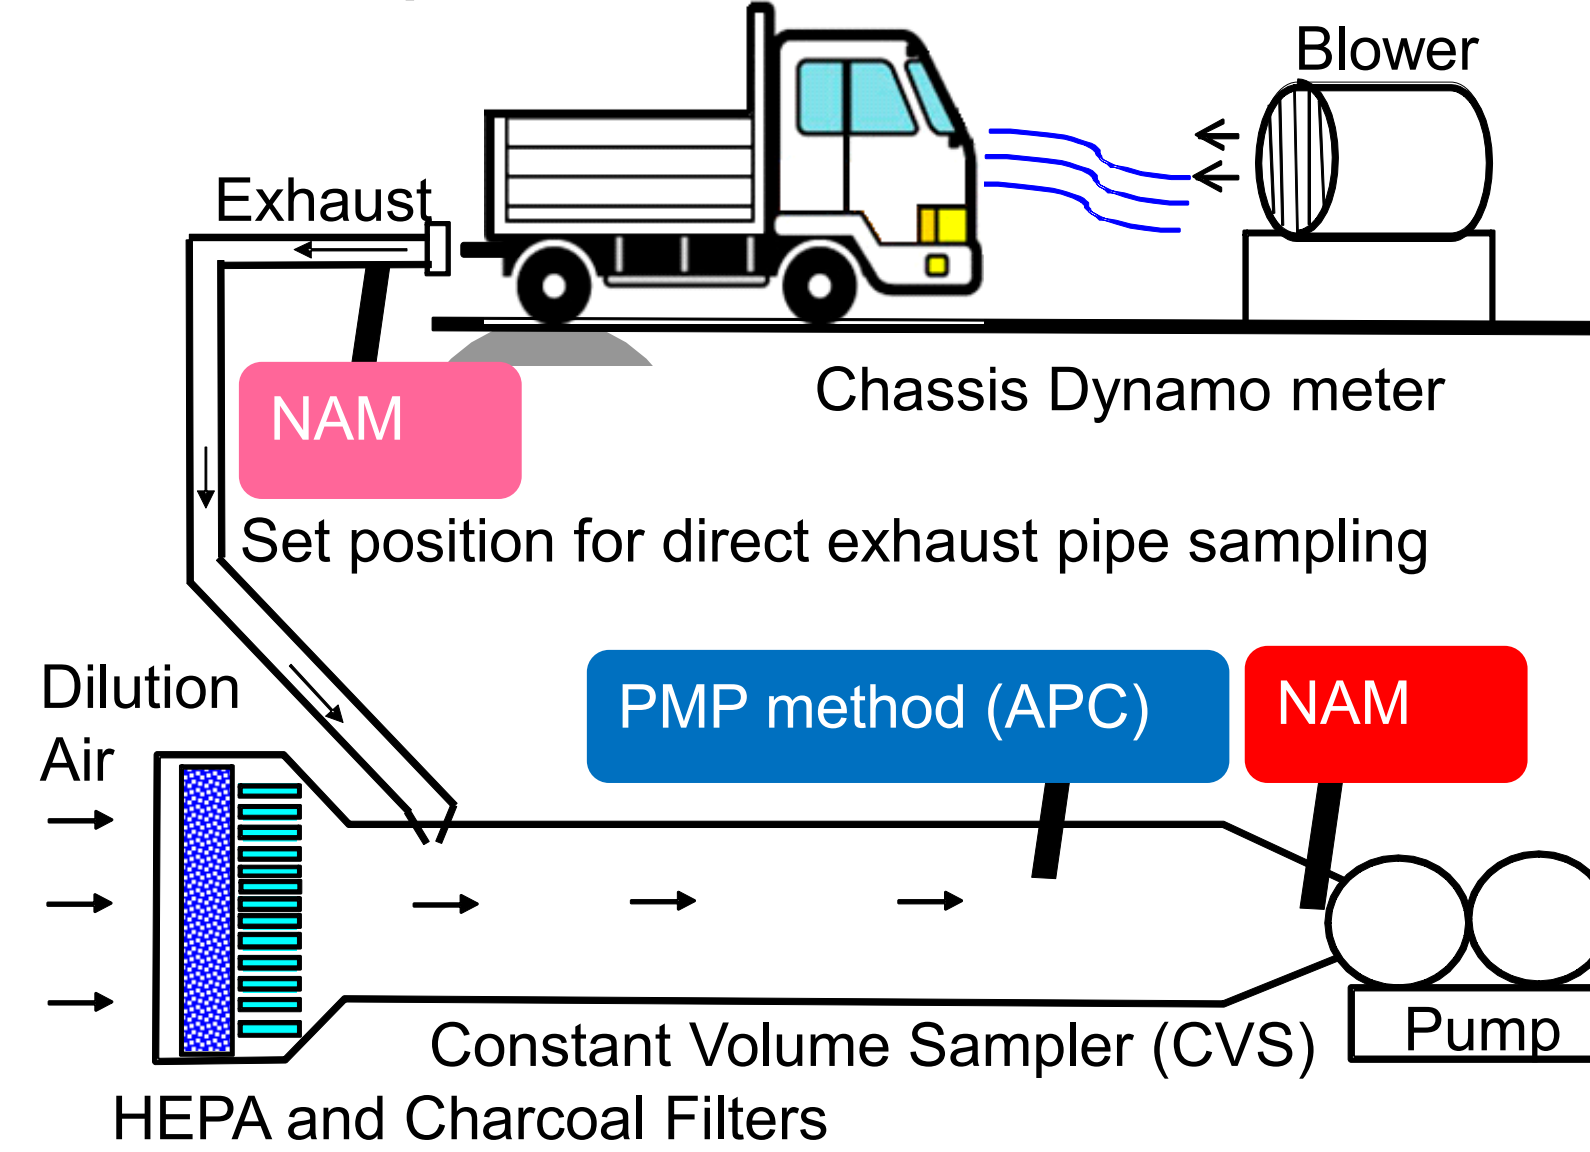 Blower
Exhaust
Chassis Dynamo meter
NAM
Set position for direct exhaust pipe sampling
Dilution
Air
PMP method (APC)
NAM
Constant Volume Sampler (CVS)
Pump
HEPA and Charcoal Filters